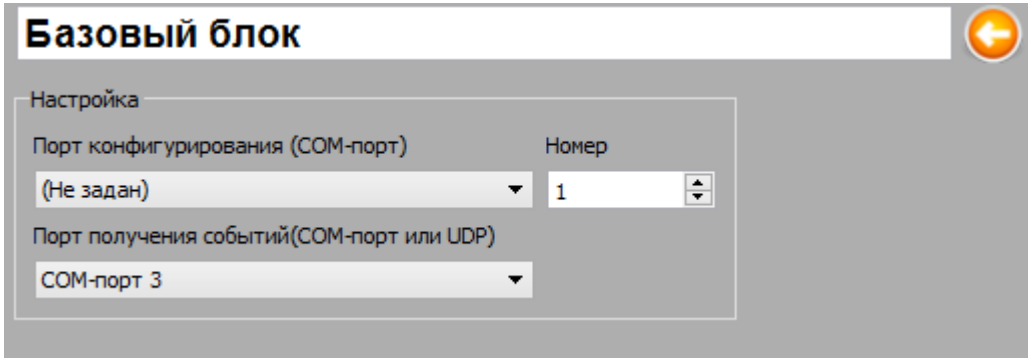 Базовый блок
Настройка
Порт конфигурирования (COM-порт) Номер
(Не задан) 1
Порт получения событий(COM-порт или UDP)
COM-порт 3